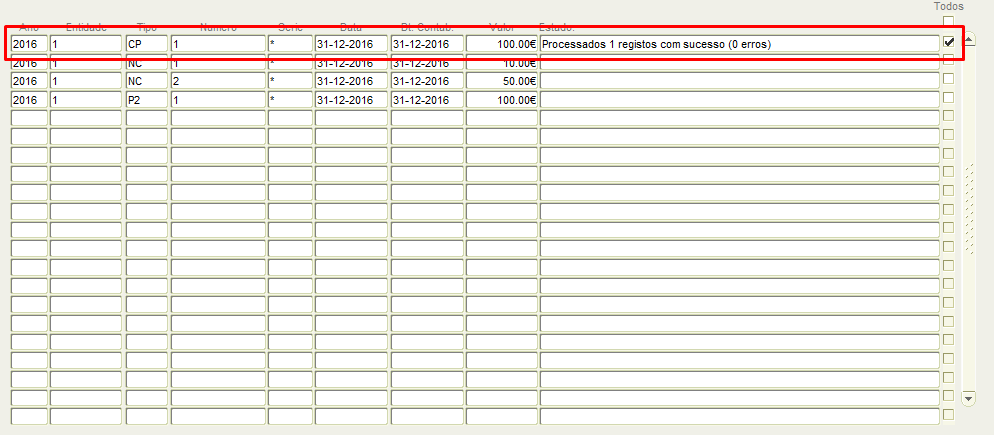 Todos
Ano Entidade Tipo Numero Serie Data Dt. Contab. Valor Estado:
2016 1 CP 1 * 31-12-2016 31-12-2016 100.00€ Processados 1 registos com sucesso (0 erros)
2016 1 NC 1 * 31-12-2016 31-12-2016 10.00€
2016 1 NC 2 * 31-12-2016 31-12-2016 50.00€
2016 1 P2 1 * 31-12-2016 31-12-2016 100.00€